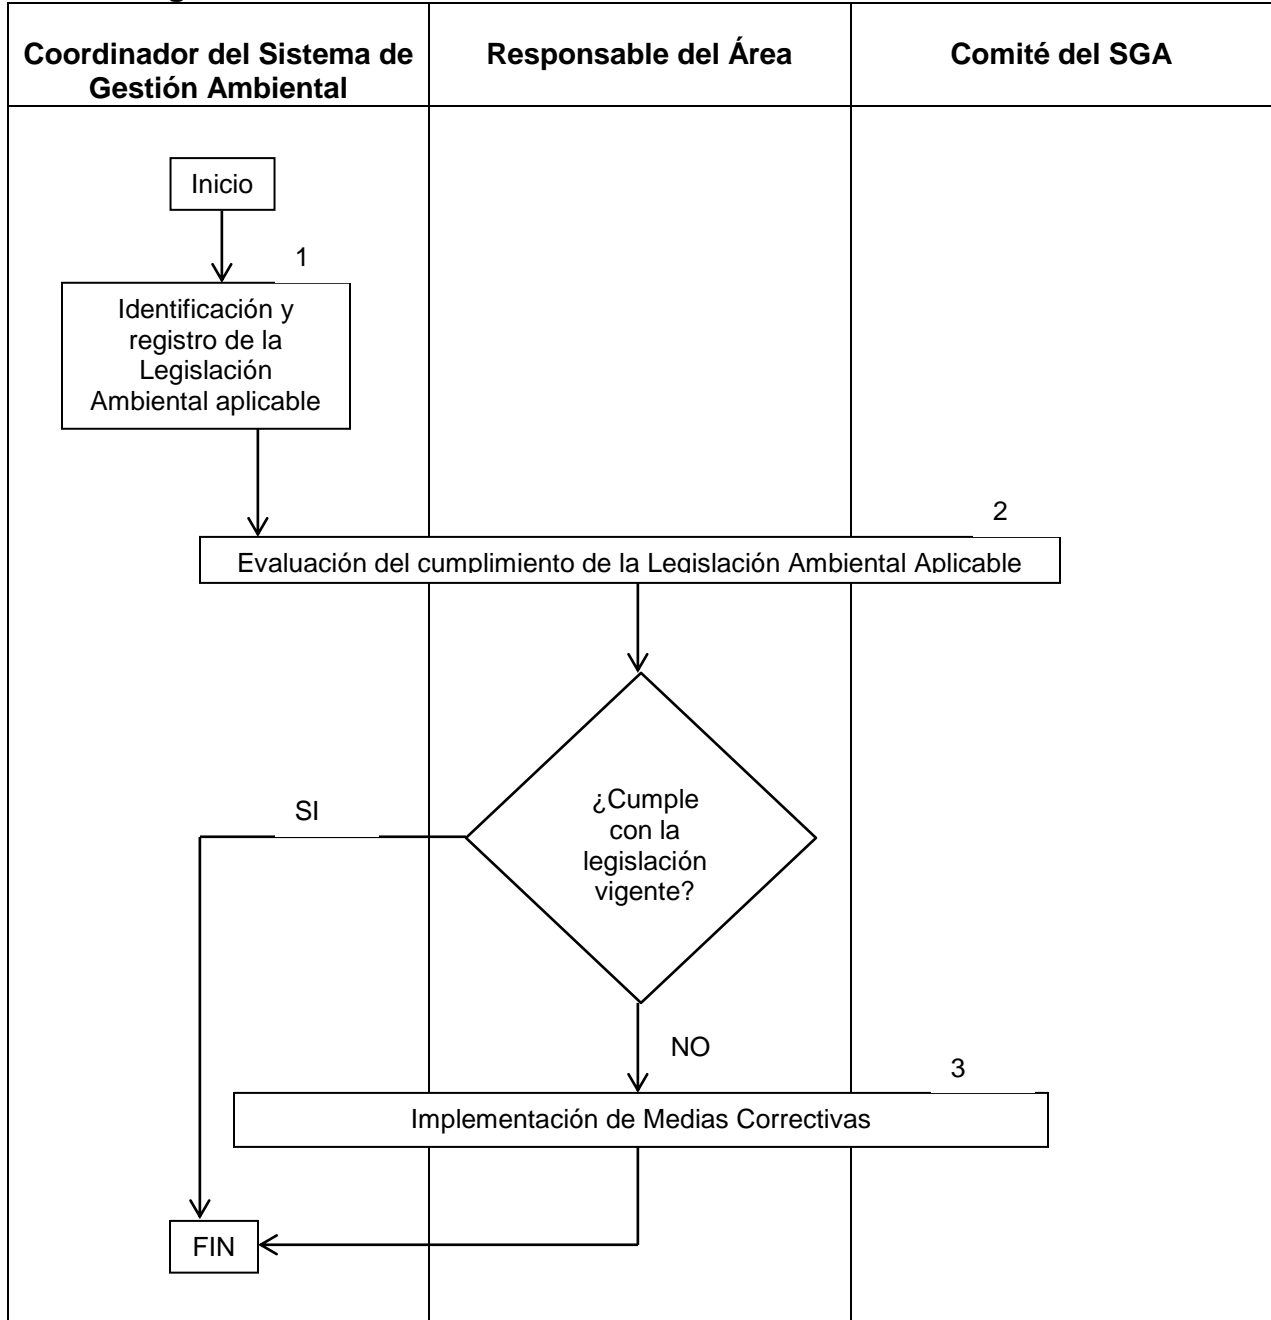 Coordinador del Sistema de
Gestión Ambiental
Responsable del Área
Comité del SGA
Inicio
1
Identificación y
registro de la
Legislación
Ambiental aplicable
2
Evaluación del cumplimiento de la Legislación Ambiental Aplicable
¿Cumple
con la
legislación
vigente?
SI
NO
3
Implementación de Medias Correctivas
FIN